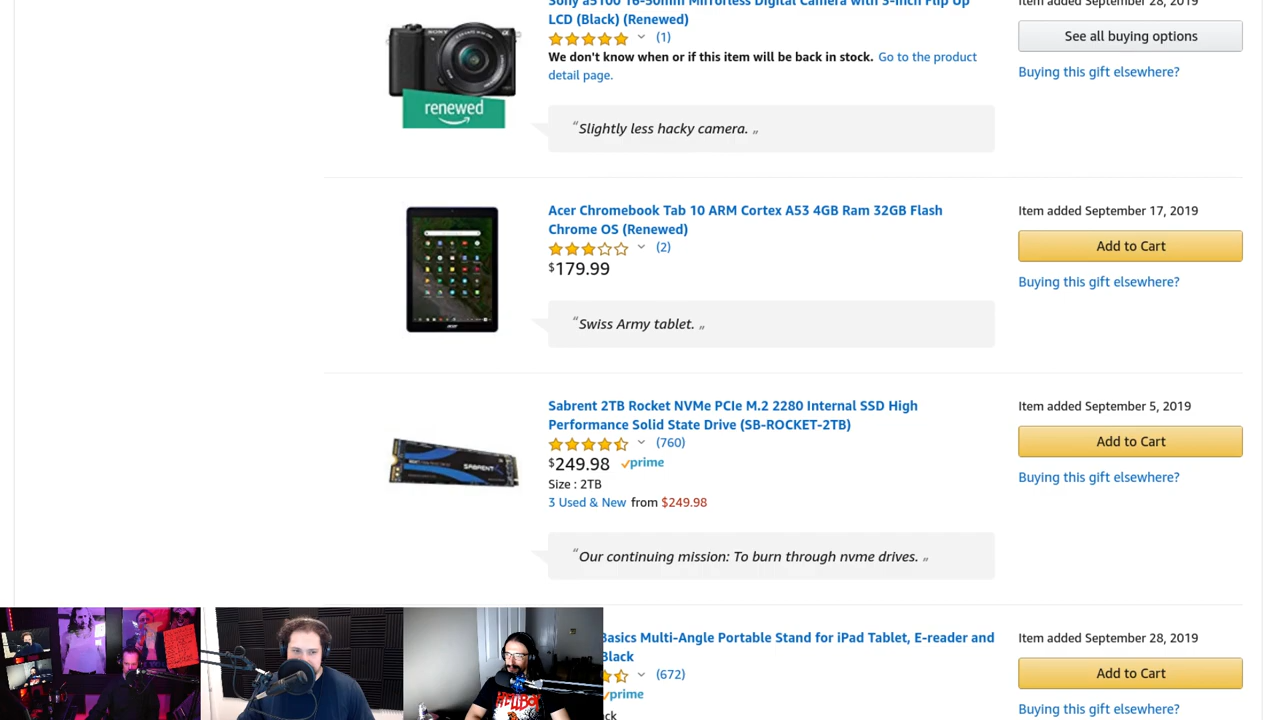 Sony a5100 16-50mm Mirrorless Digital Camera with 3-Inch Flip Up
LCD (Black) (Renewed)
(1)
We don't know when or if this item will be back in stock. Go to the product
detail page.
Item added September 28, 2019
See all buying options
Buying this gift elsewhere?
SONY
renewed
“Slightly less hacky camera.„
Acer Chromebook Tab 10 ARM Cortex A53 4GB Ram 32GB Flash
Chrome OS (Renewed)
(2)
$179.99
Item added September 17, 2019
Add to Cart
Buying this gift elsewhere?
acer
“Swiss Army tablet.„
Sabrent 2TB Rocket NVMe PCIe M.2 2280 Internal SSD High
Performance Solid State Drive (SB-ROCKET-2TB)
(760)
$249.98 prime
Size : 2TB
3 Used & New from $249.98
Item added September 5, 2019
Add to Cart
Buying this gift elsewhere?
SABRENT
“Our continuing mission: To burn through nvme drives.„
Basics Multi-Angle Portable Stand for iPad Tablet, E-reader and
Black
(672)
prime
ck
Item added September 28, 2019
Add to Cart
Buying this gift elsewhere?
HELLBOY